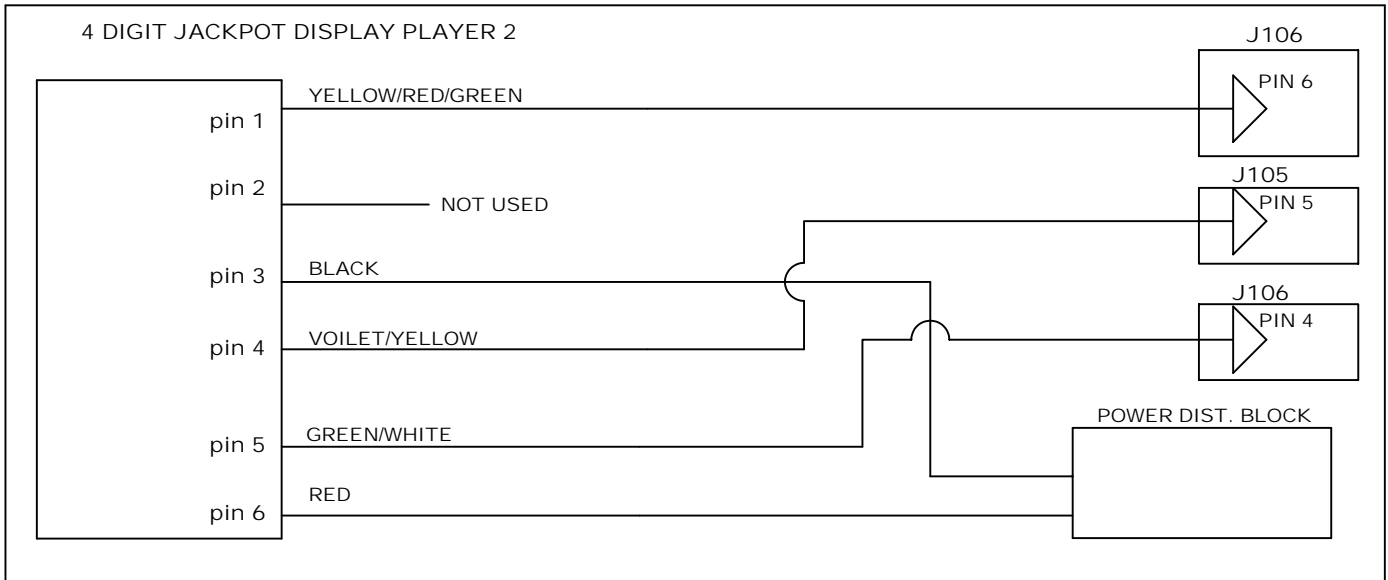 4 DIGIT JACKPOT DISPLAY PLAYER 2
J106
YELLOW/RED/GREEN
PIN 6
pin 1
J105
pin 2
NOT USED
PIN 5
BLACK
pin 3
J106
PIN 4
VOILET/YELLOW
pin 4
POWER DIST. BLOCK
GREEN/WHITE
pin 5
RED
pin 6